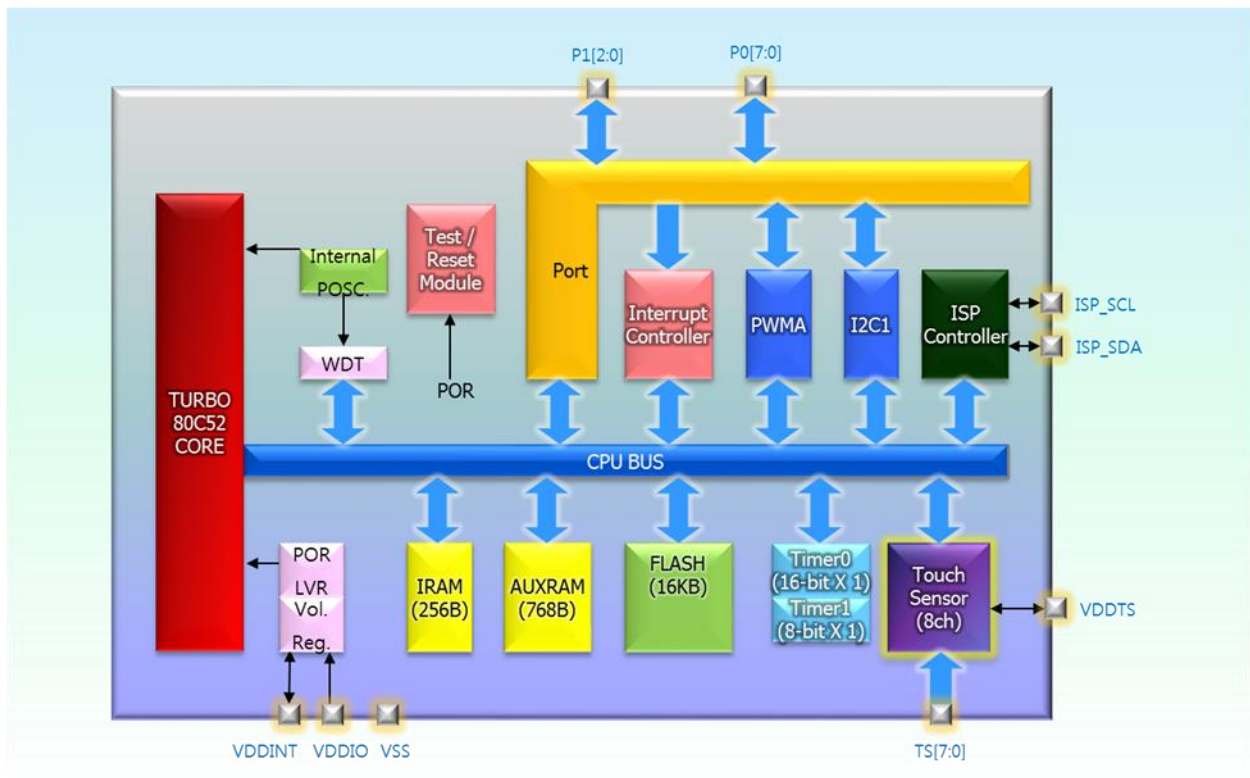 P1[2:0]
P0[7:0]
Internal
POSC.
Test /
Reset
Module
Port
Interrupt
Controller
PWMA
I2C1
ISP
Controller
ISP_SCL
ISP_SDA
WDT
POR
TURBO
80C52
CORE
CPU BUS
POR
LVR
Vol.
Reg.
IRAM
(256B)
AUXRAM
(768B)
FLASH
(16KB)
Timer0
(16-bit X 1)
Timer1
(8-bit X 1)
Touch
Sensor
(8ch)
VDDTS
VDDINT
VDDIO
VSS
TS[7:0]